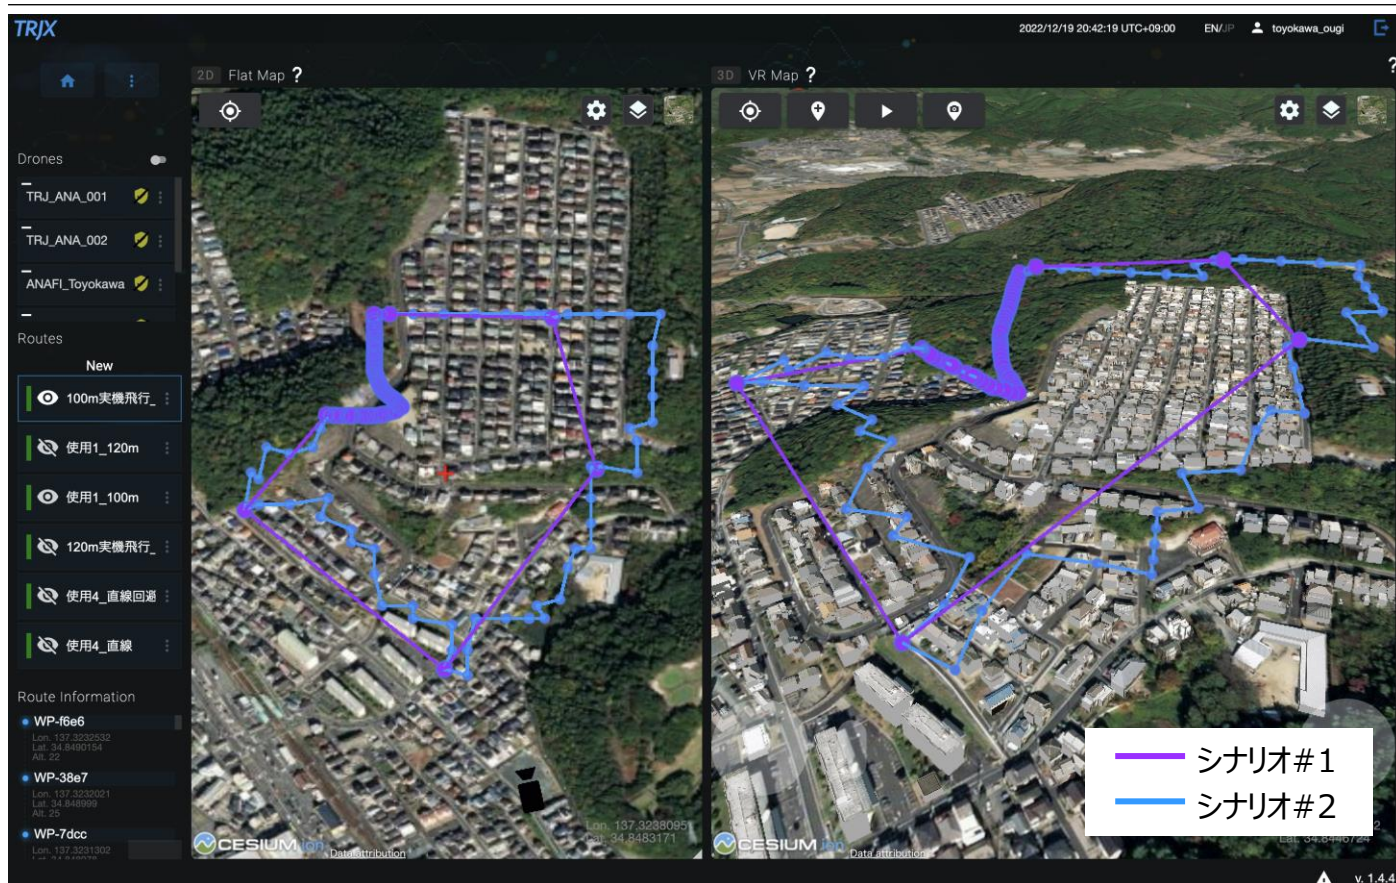 TRJX
2022/12/19 20:42:19 UTC+09:00
EN/JP
toyokawa_ougi
2D Flat Map ?
3D VR Map ?
?
Drones
TRJ_ANA_001
TRJ_ANA_002
ANAFI_Toyokawa
Routes
New
100m実機飛行_
使用1_120m
使用1_100m
120m実機飛行_
使用4_直線回避
使用4_直線
Route Information
WP-f6e6
Lon. 137.3232532
Lat. 34.8490154
Alt. 22
WP-38e7
Lon. 137.3232021
Lat. 34.848999
Alt. 25
WP-7dcc
Lon. 137.3231302
Lat. 34.848978
CESIUM ion
Data attribution
Lon. 137.3238095
Lat. 34.8483171
CESIUM ion
Data attribution
シナリオ#1
シナリオ#2
Lat. 34.8446724
v. 1.4.4